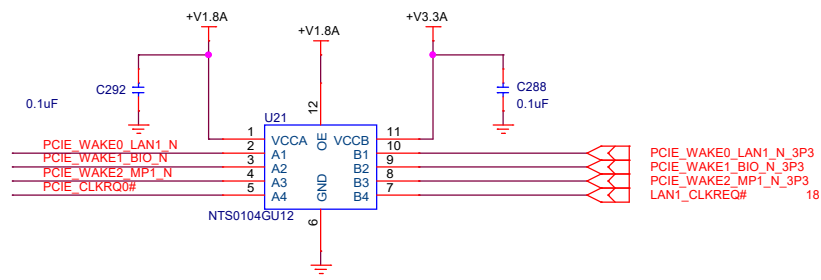 +V1.8A
+V3.3A
+V1.8A
C292
0.1uF
C288
0.1uF
U21
12
1
VCCA
OE
VCCB
11
PCIE_WAKE0_LAN1_N
2
A1
B1
10
PCIE_WAKE0_LAN1_N_3P3
PCIE_WAKE1_BIO_N
3
A2
B2
9
PCIE_WAKE1_BIO_N_3P3
PCIE_WAKE2_MP1_N
4
A3
GND
B3
8
PCIE_WAKE2_MP1_N_3P3
PCIE_CLKRQ0#
5
A4
B4
7
LAN1_CLKREQ#
18
NTS0104GU12
6